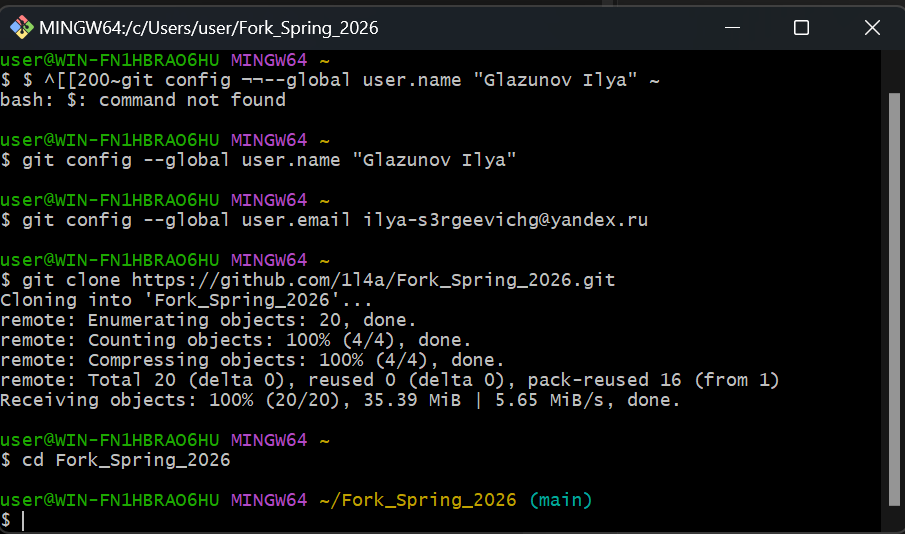 MINGW64:/c/Users/user/Fork_Spring_2026
user@WIN-FN1HBRAO6HU MINGW64 ~
$ $ ^[[200~git config ¬¬--global user.name "Glazunov Ilya" ~
bash: $: command not found
user@WIN-FN1HBRAO6HU MINGW64 ~
$ git config --global user.name "Glazunov Ilya"
user@WIN-FN1HBRAO6HU MINGW64 ~
$ git config --global user.email ilya-s3rgeevichg@yandex.ru
user@WIN-FN1HBRAO6HU MINGW64 ~
$ git clone https://github.com/1l4a/Fork_Spring_2026.git
Cloning into 'Fork_Spring_2026'...
remote: Enumerating objects: 20, done.
remote: Counting objects: 100% (4/4), done.
remote: Compressing objects: 100% (4/4), done.
remote: Total 20 (delta 0), reused 0 (delta 0), pack-reused 16 (from 1)
Receiving objects: 100% (20/20), 35.39 MiB | 5.65 MiB/s, done.
user@WIN-FN1HBRAO6HU MINGW64 ~
$ cd Fork_Spring_2026
user@WIN-FN1HBRAO6HU MINGW64 ~/Fork_Spring_2026 (main)
$